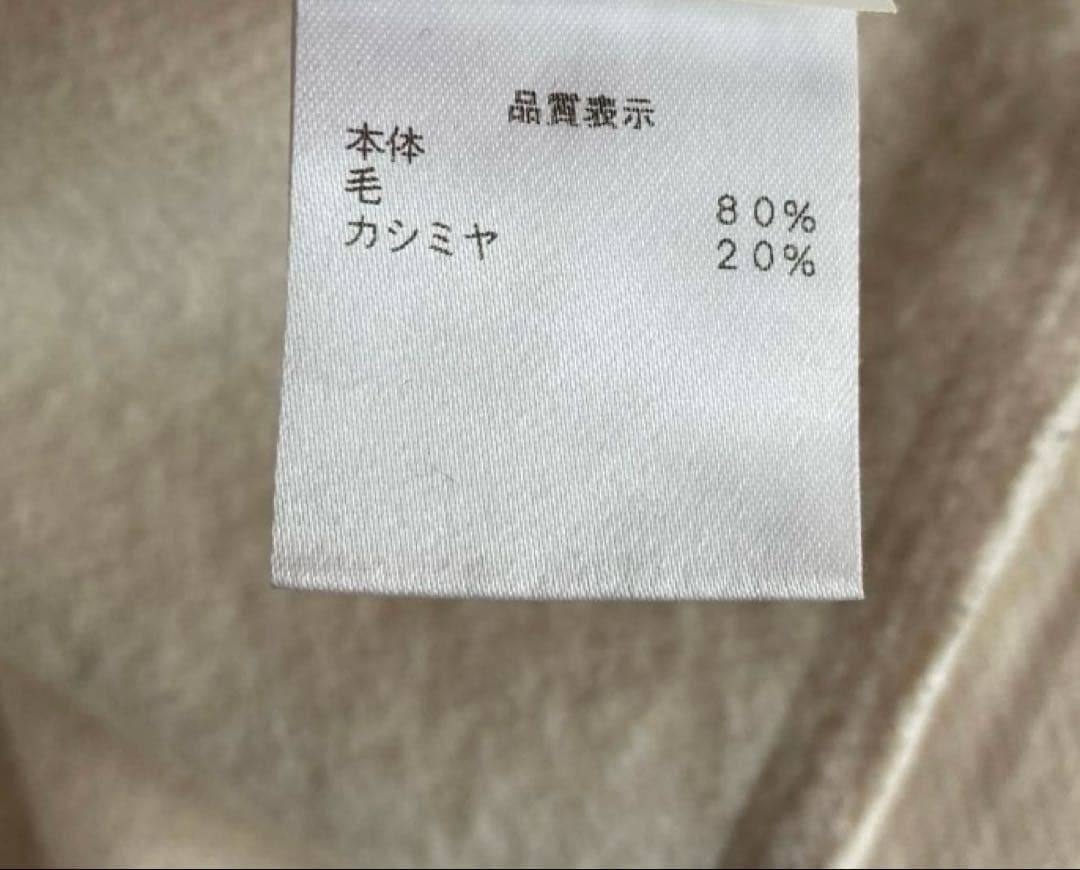 品質表示
本体
毛 80%
カシミヤ 20%